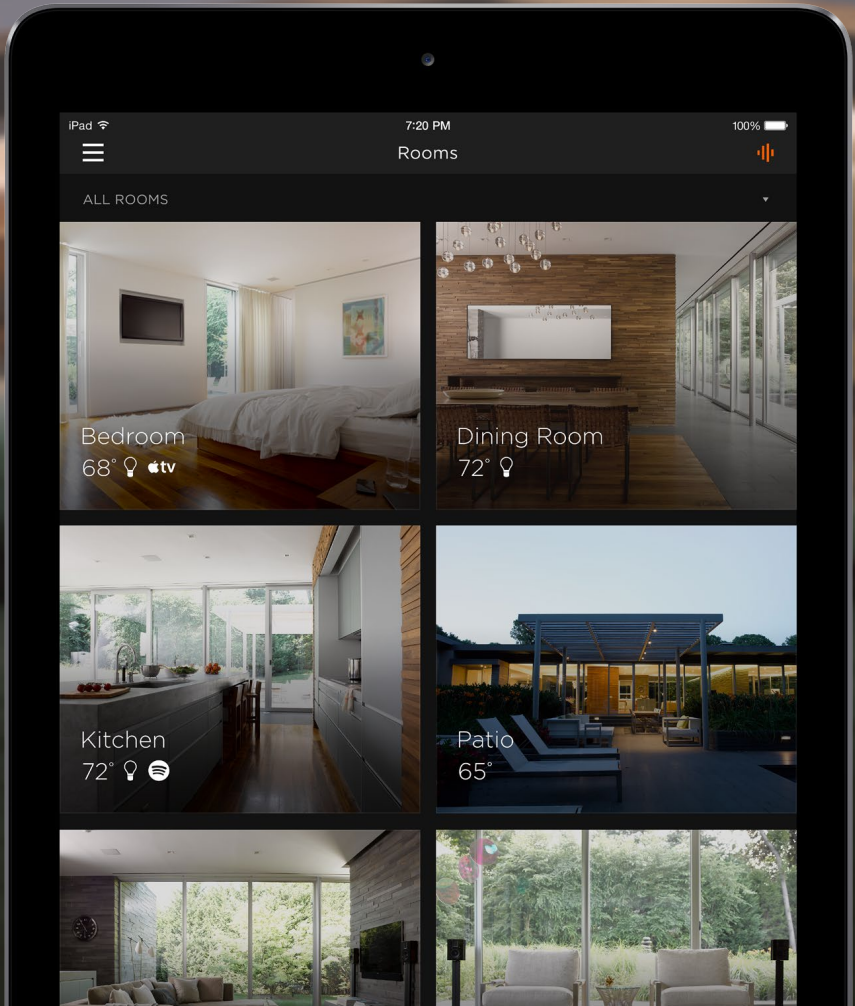 iPad 7:20 PM 100%
Rooms
ALL ROOMS
Bedroom
68° tv
Dining Room
72°
Kitchen
72°
Patio
65°